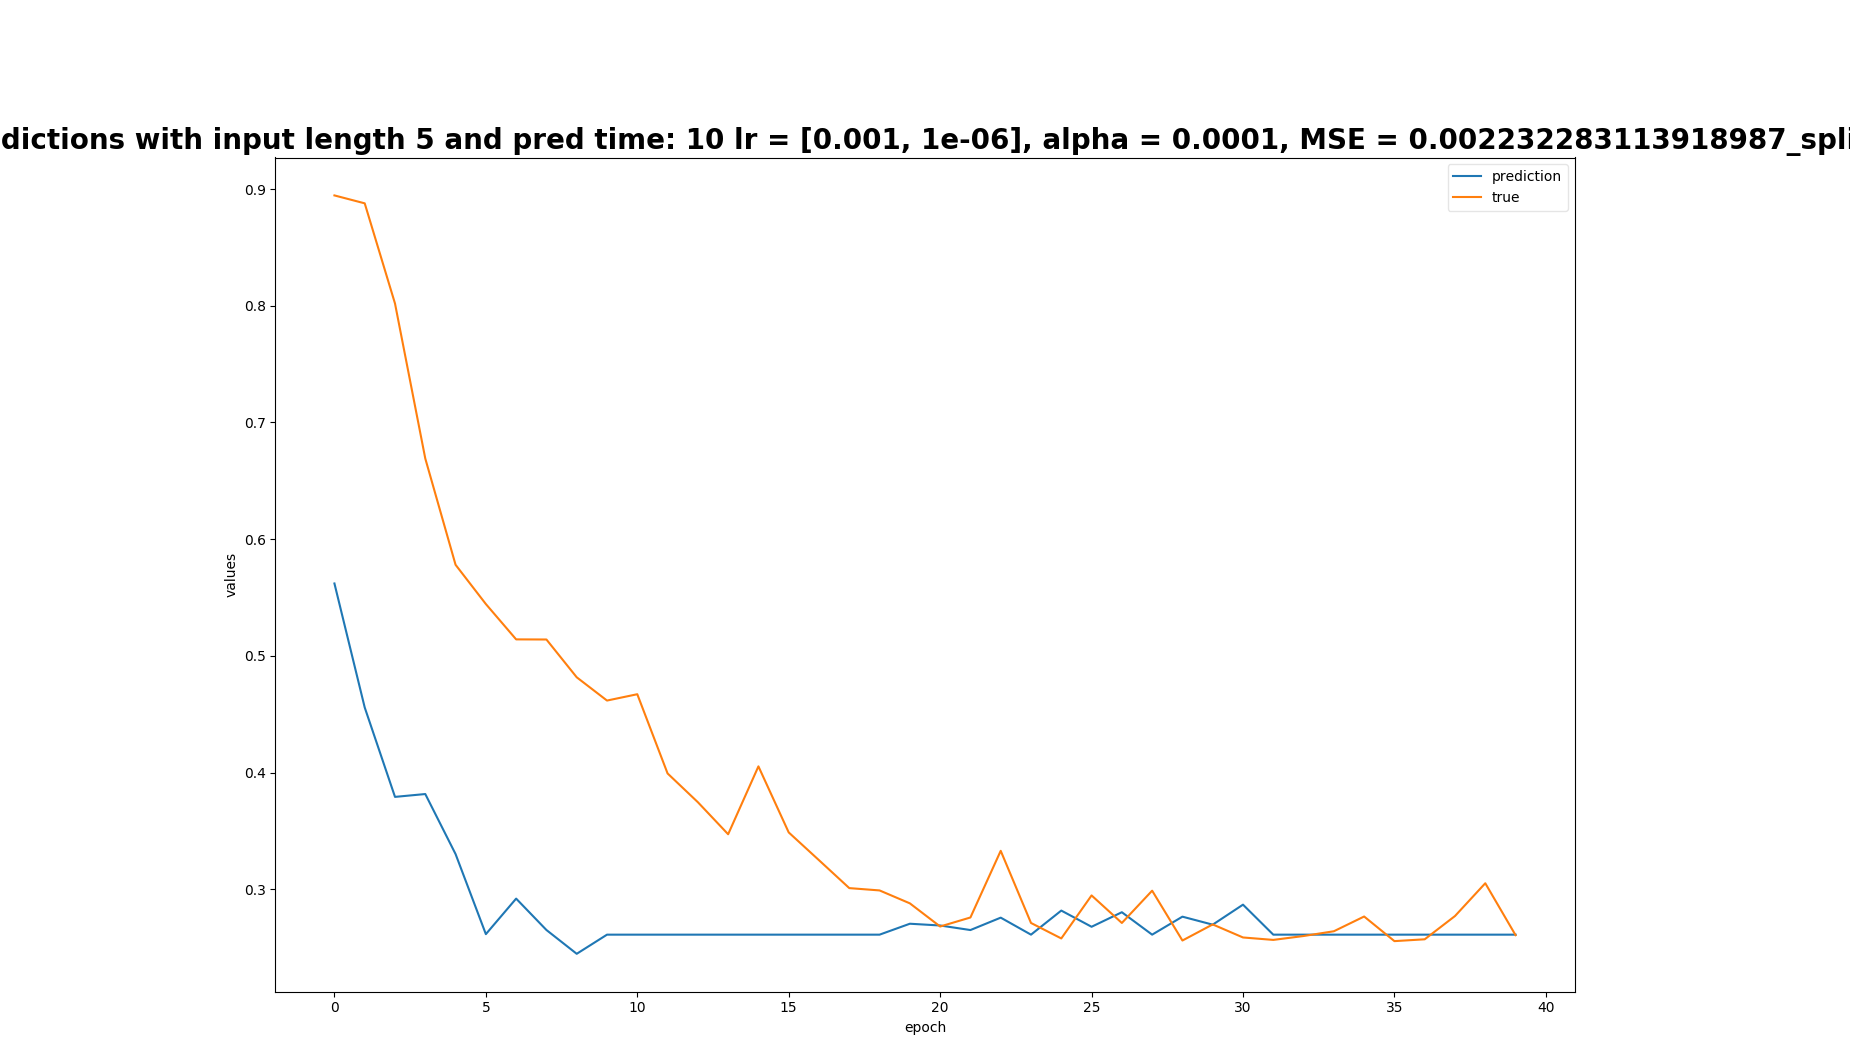 dictions with input length 5 and pred time: 10 lr = [0.001, 1e-06], alpha = 0.0001, MSE = 0.002232283113918987_spli
prediction
true
0.9
0.8
0.7
0.6
0.5
0.4
0.3
values
0 5 10 15 20 25 30 35 40
epoch